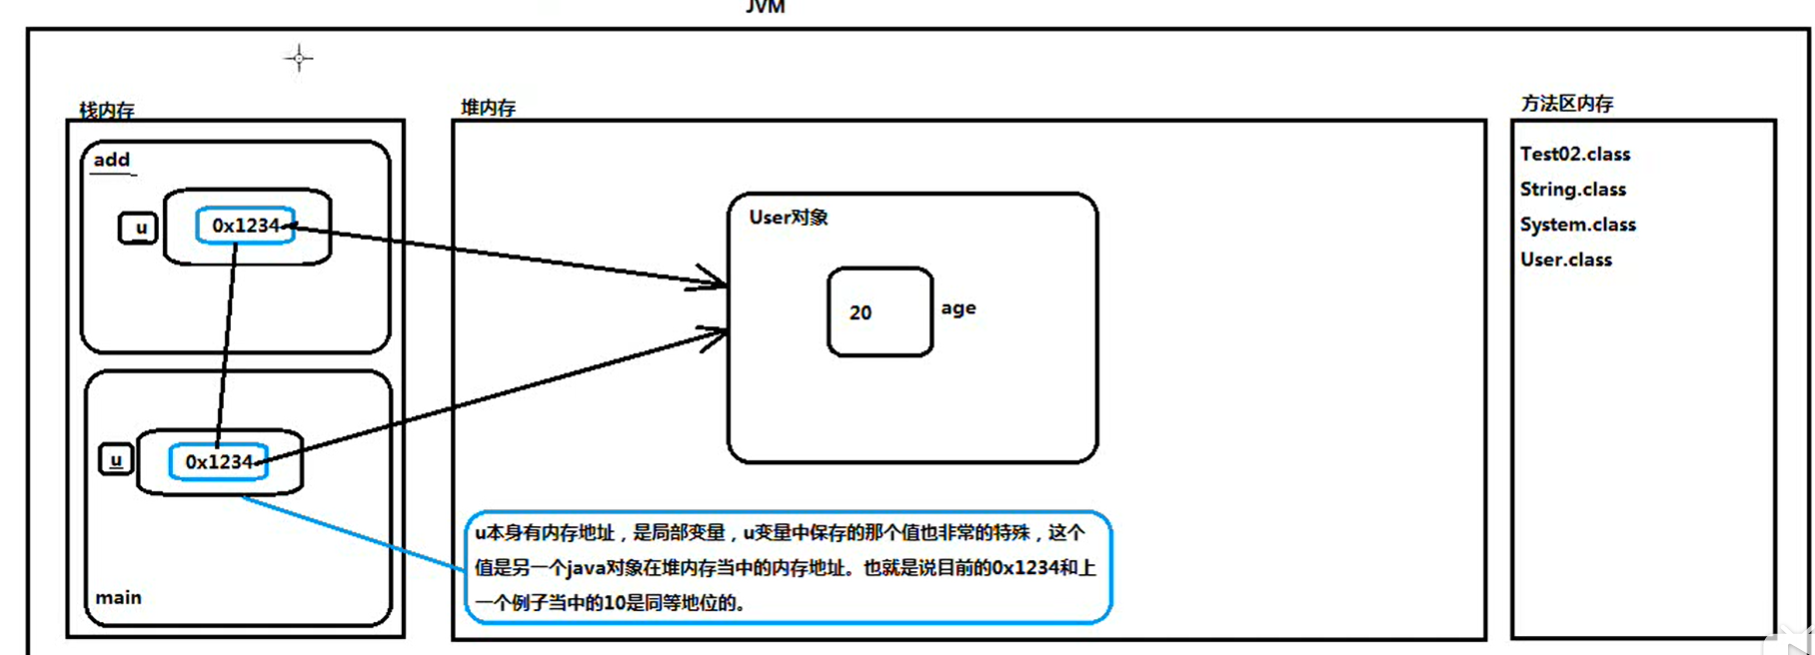 JVM
栈内存
堆内存
方法区内存
add
u
0x1234
User对象
20
age
u
0x1234
main
u本身有内存地址，是局部变量，u变量中保存的那个值也非常的特殊，这个
值是另一个java对象在堆内存当中的内存地址。也就是说目前的0x1234和上
一个例子当中的10是同等地位的。
Test02.class
String.class
System.class
User.class